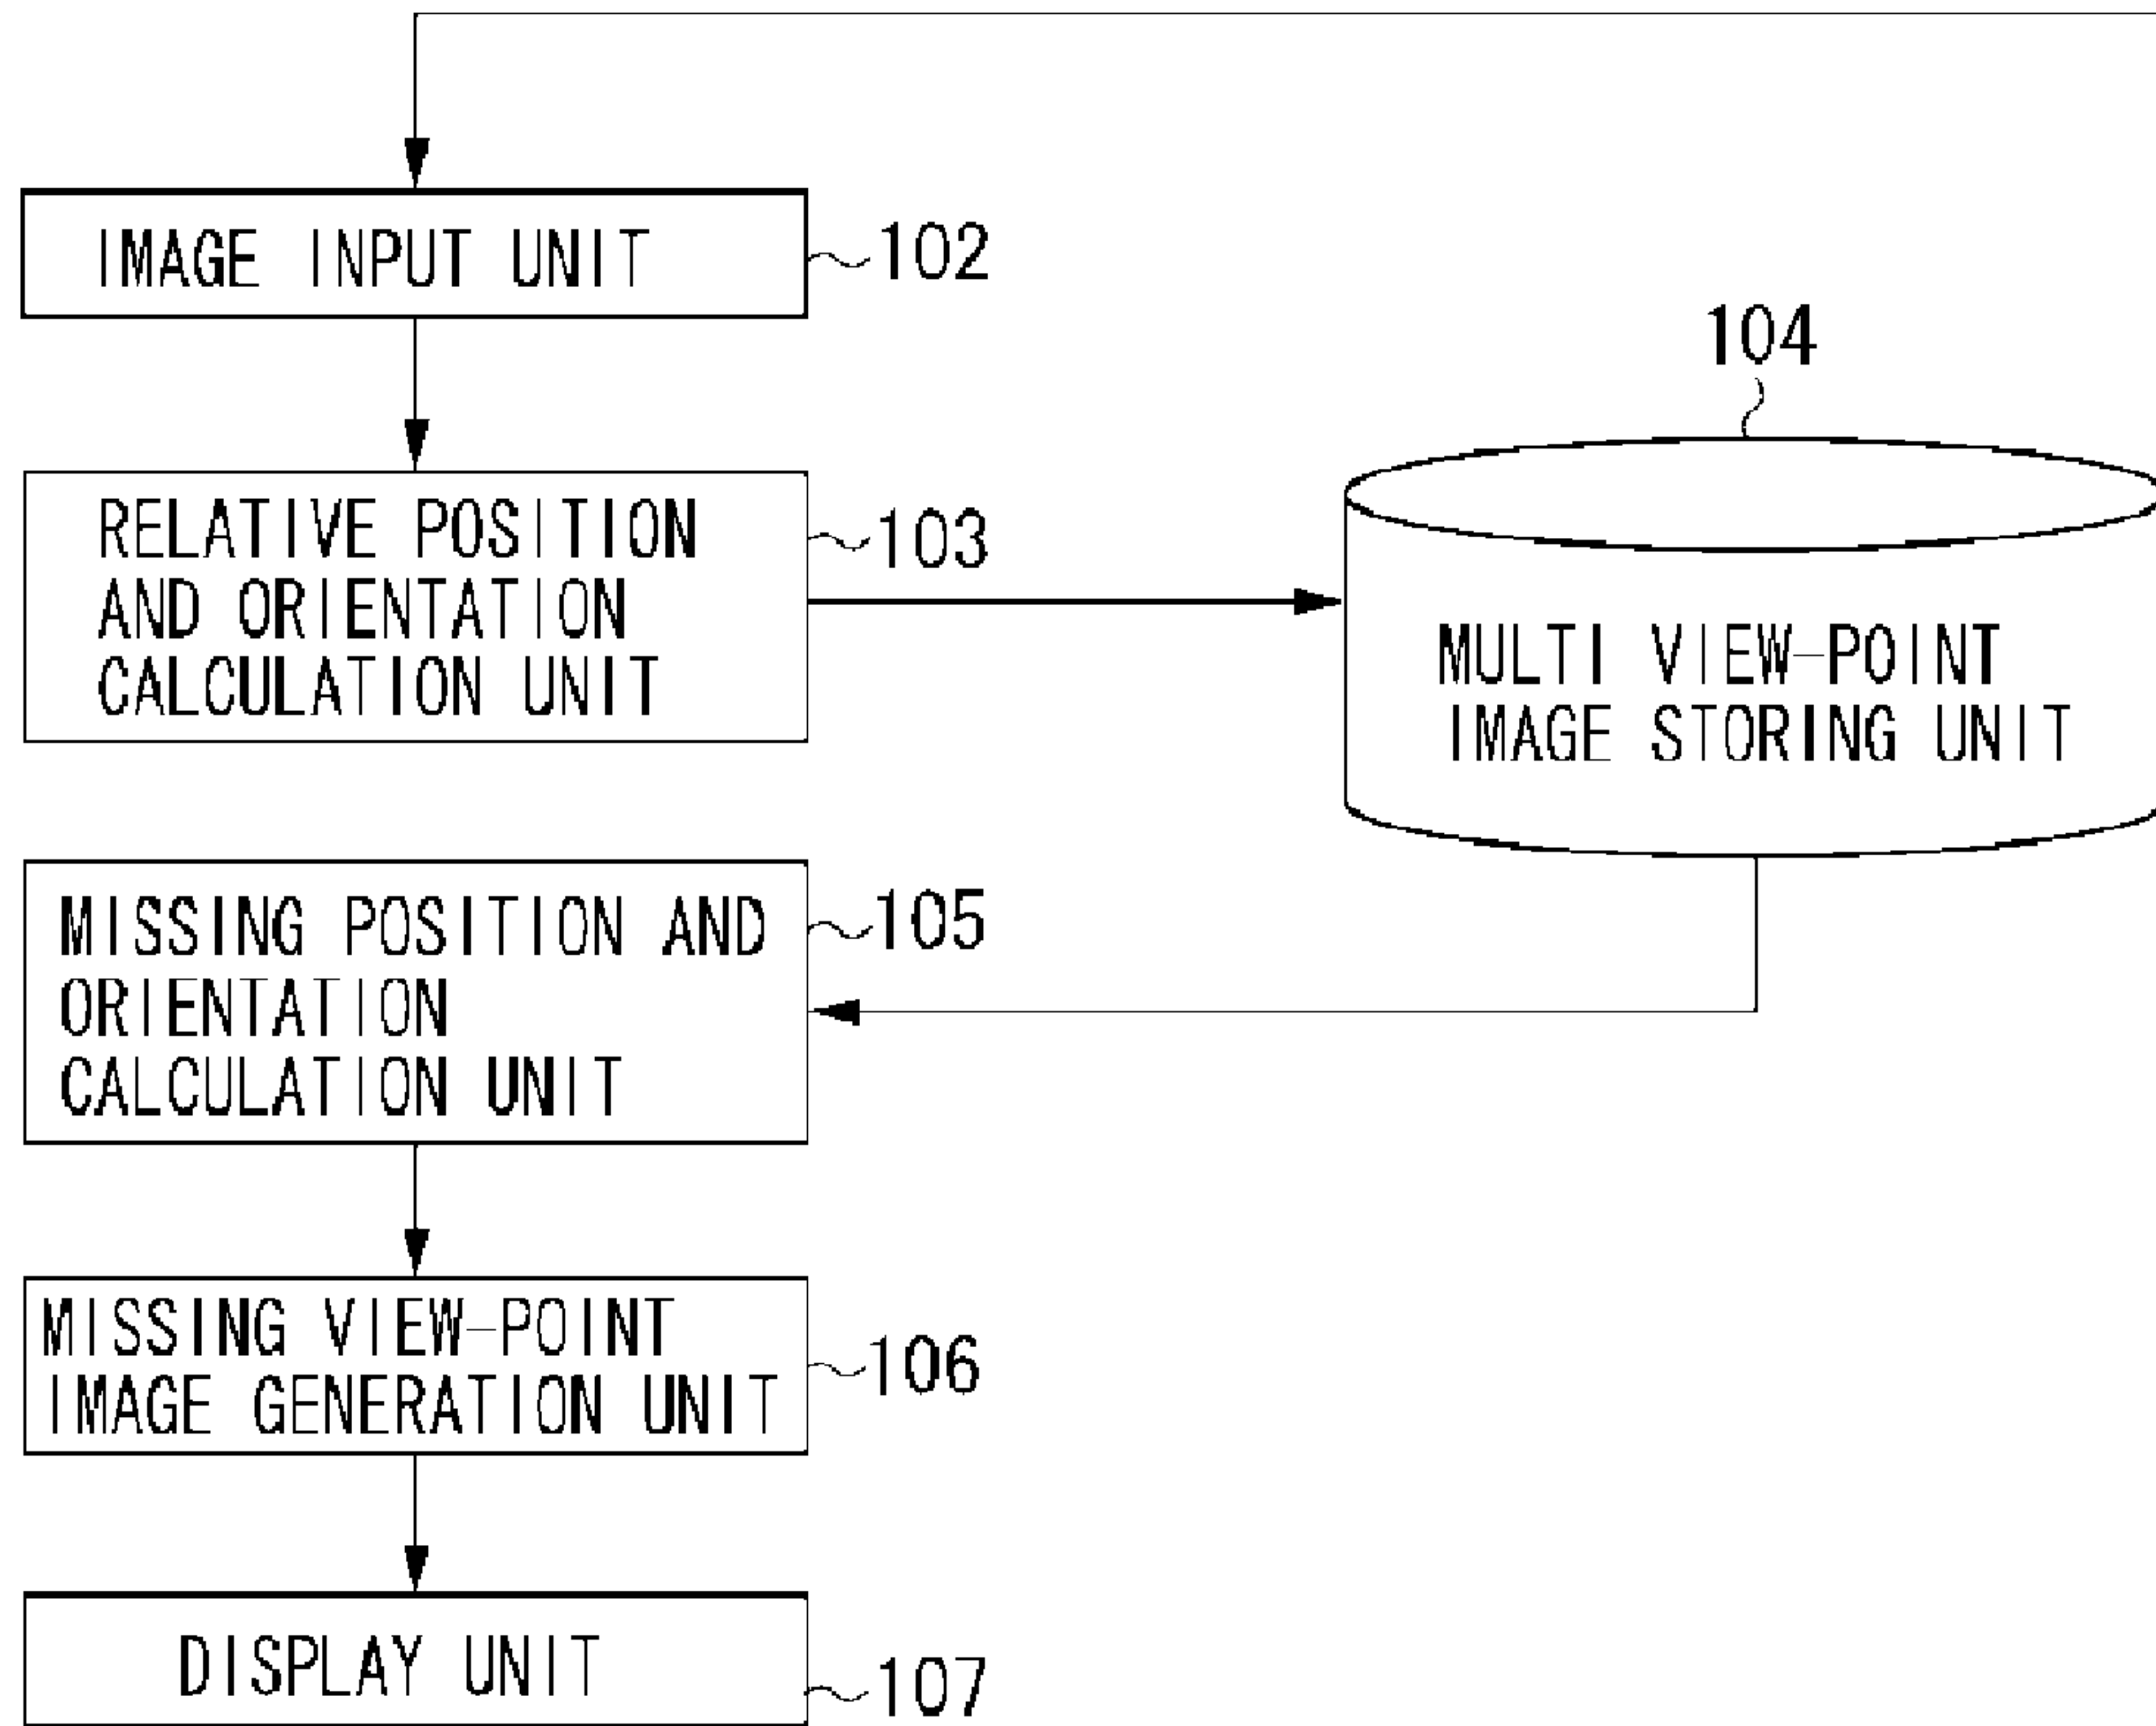 IMAGE INPUT UNIT
102
104
RELATIVE POSITION
AND ORIENTATION
CALCULATION UNIT
103
MULTI VIEW-POINT
IMAGE STORING UNIT
MISSING POSITION AND
ORIENTATION
CALCULATION UNIT
105
MISSING VIEW-POINT
IMAGE GENERATION UNIT
106
DISPLAY UNIT
107